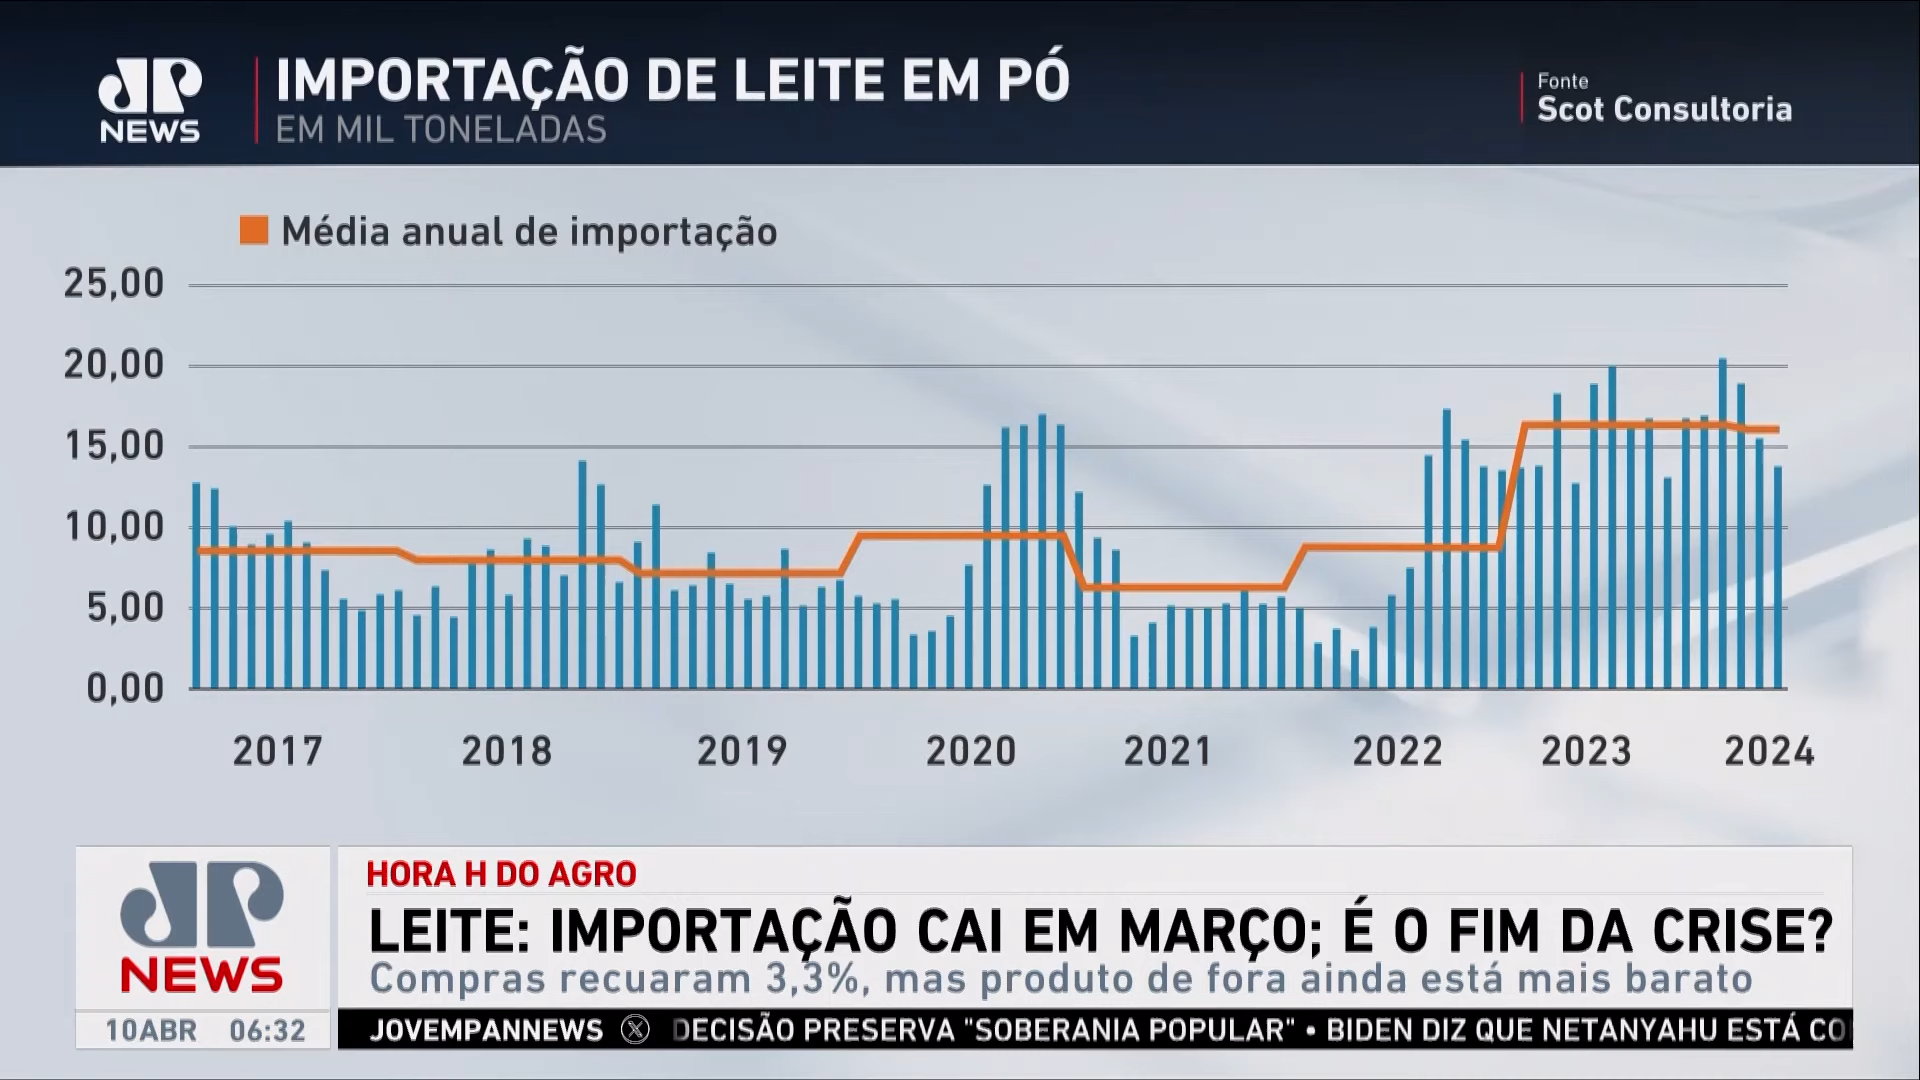 JP NEWS
IMPORTAÇÃO DE LEITE EM PÓ
EM MIL TONELADAS
Fonte
Scot Consultoria
Média anual de importação
25,00
20,00
15,00
10,00
5,00
0,00
2017 2018 2019 2020 2021 2022 2023 2024
JP NEWS
10ABR 06:32
HORA H DO AGRO
LEITE: IMPORTAÇÃO CAI EM MARÇO; É O FIM DA CRISE?
Compras recuaram 3,3%, mas produto de fora ainda está mais barato
JOVEMPANNEWS X DECISÃO PRESERVA "SOBERANIA POPULAR" • BIDEN DIZ QUE NETANYAHU ESTÁ CO